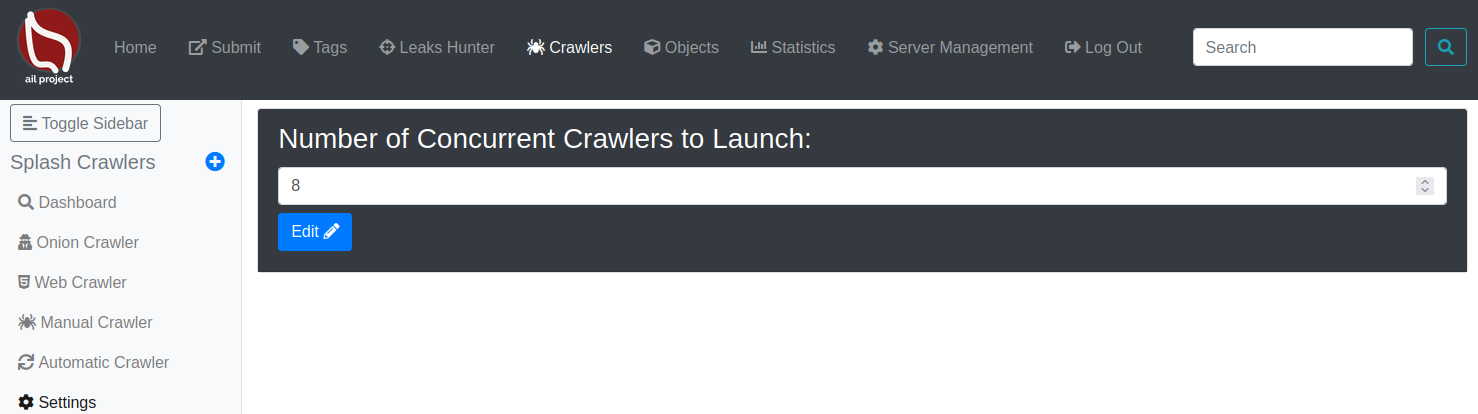 Home Submit Tags Leaks Hunter Crawlers Objects Statistics Server Management Log Out Search
ail project
Toggle Sidebar
Splash Crawlers
Dashboard
Onion Crawler
Web Crawler
Manual Crawler
Automatic Crawler
Settings
Number of Concurrent Crawlers to Launch:
8
Edit